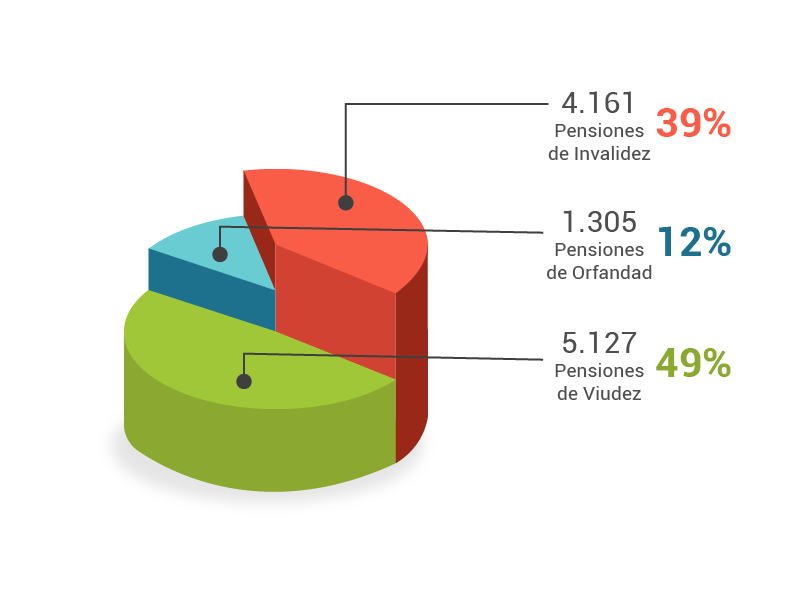 4.161
Pensiones
de Invalidez
39%
1.305
Pensiones
de Orfandad
12%
5.127
Pensiones
de Viudez
49%